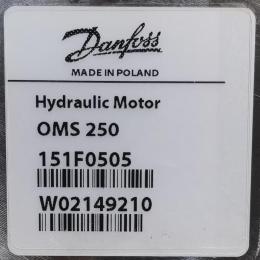 Danfoss
MADE IN POLAND
Hydraulic Motor
OMS 250
151F0505
W02149210